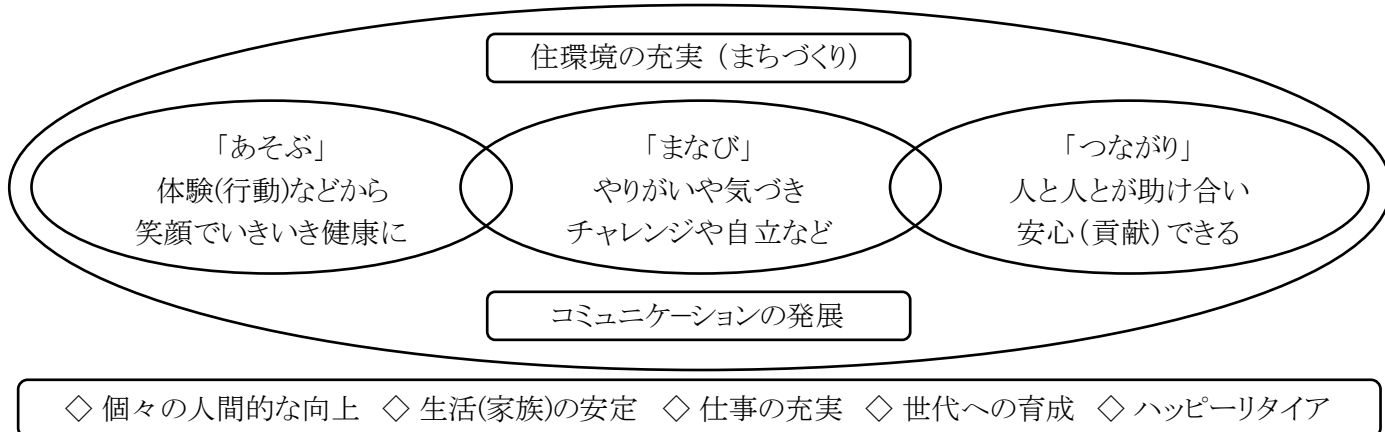 住環境の充実（まちづくり）
「あそぶ」
体験(行動)などから
笑顔でいきいき健康に
「まなび」
やりがいや気づき
チャレンジや自立など
「つながり」
人と人とが助け合い
安心（貢献）できる
コミュニケーションの発展
◇ 個々の人間的な向上 ◇ 生活(家族)の安定 ◇ 仕事の充実 ◇ 世代への育成 ◇ ハッピーリタイア